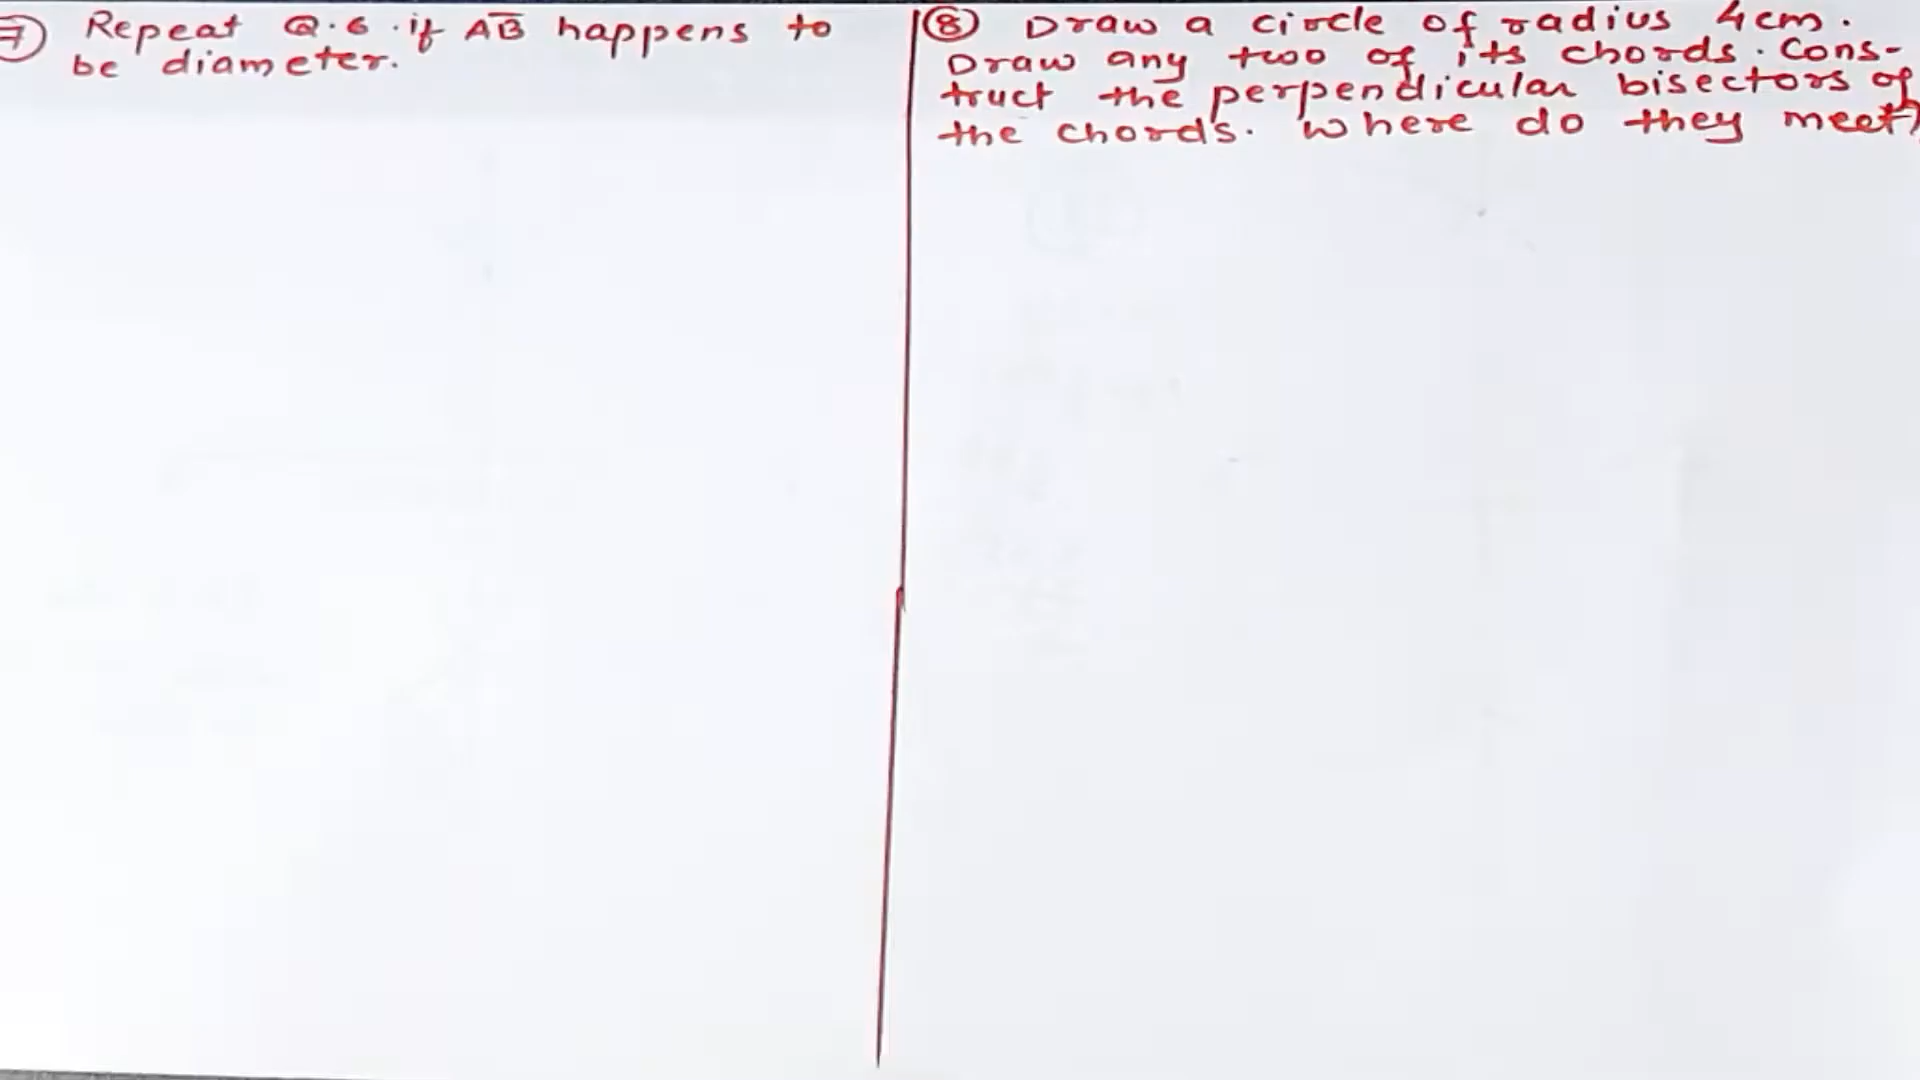 ⑦ Repeat Q.6 .if A̅B̅ happens to
be diameter.
⑧ Draw a circle of radius 4cm.
Draw any two of its chords. Cons-
truct the perpendicular bisectors of
the chords. Where do they meet?